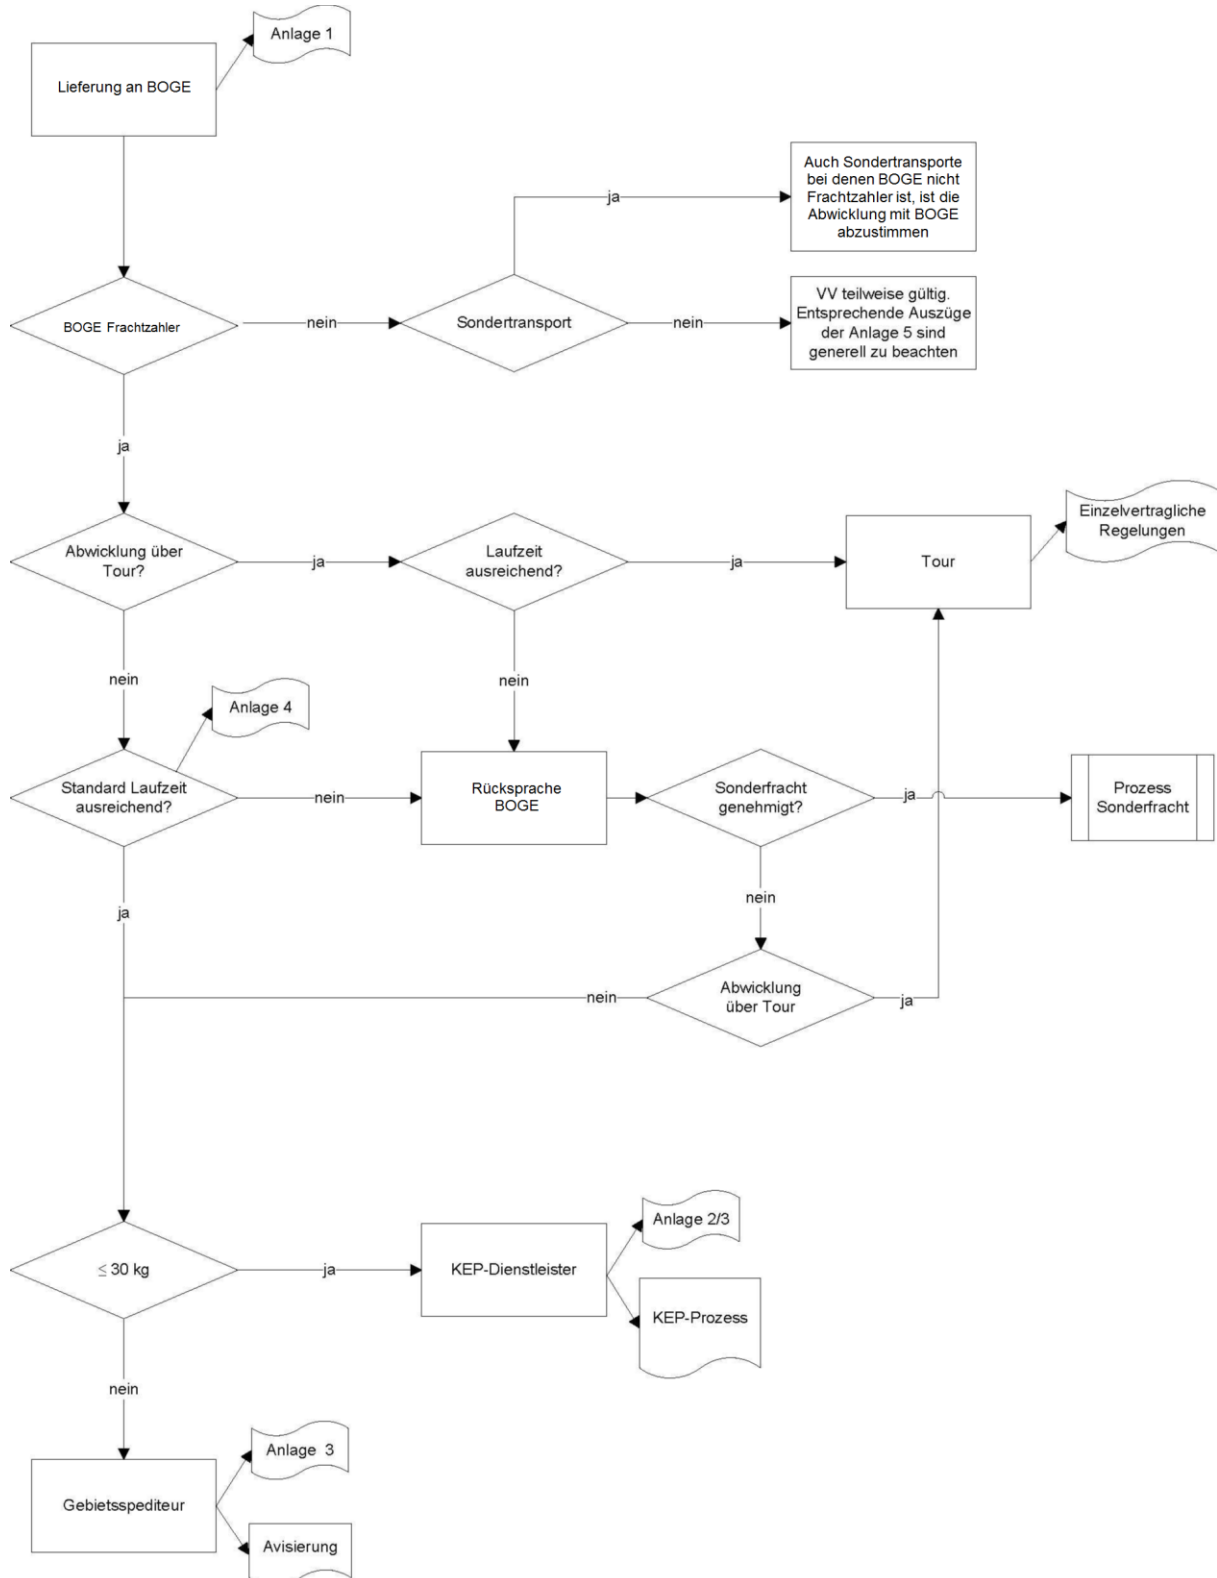 Anlage 1
Lieferung an BOGE
Auch Sondertransporte
bei denen BOGE nicht
Frachtzahler ist, ist die
Abwicklung mit BOGE
abzustimmen
ja
BOGE Frachtzahler
nein
Sondertransport
nein
VV teilweise gültig.
Entsprechende Auszüge
der Anlage 5 sind
generell zu beachten
ja
Einzelvertragliche
Regelungen
Abwicklung über
Tour?
ja
Laufzeit
ausreichend?
ja
Tour
nein
nein
Anlage 4
Standard Laufzeit
ausreichend?
nein
Rücksprache
BOGE
Sonderfracht
genehmigt?
ja
Prozess
Sonderfracht
ja
nein
nein
Abwicklung
über Tour
ja
Anlage 2/3
≤ 30 kg
ja
KEP-Dienstleister
KEP-Prozess
nein
Anlage 3
Gebietsspediteur
Avisierung